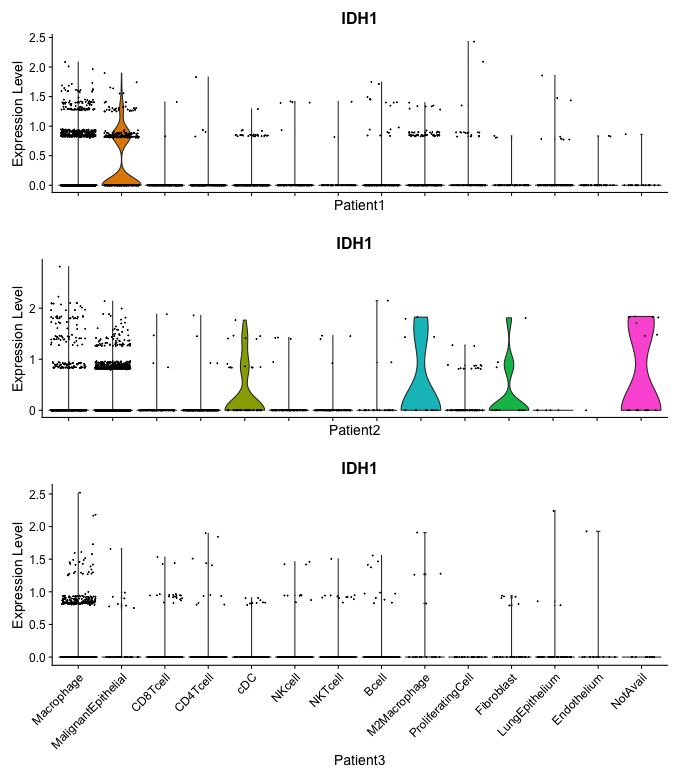 IDH1
Expression Level
2.5
2.0
1.5
1.0
0.5
0.0
Patient1
IDH1
Expression Level
2
1
0
Patient2
IDH1
Expression Level
2.5
2.0
1.5
1.0
0.5
0.0
Macrophage
MalignantEpithelial
CD8Tcell
CD4Tcell
cDC
NKcell
NKTcell
Bcell
M2Macrophage
ProliferatingCell
Fibroblast
LungEpithelium
Endothelium
NotAvail
Patient3